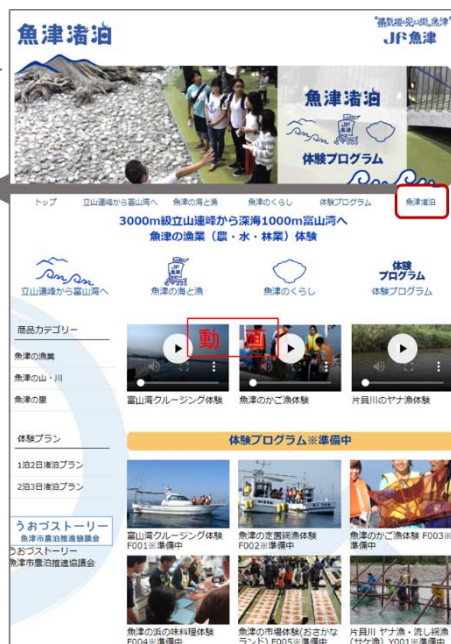 魚津渚泊
"蜃気楼の見える街_魚津"
JF魚津
魚津渚泊
体験プログラム
トップ 立山連峰から富山湾へ 魚津の海と漁 魚津のくらし 体験プログラム 魚津渚泊
3000m級立山連峰から深海1000m富山湾へ
魚津の漁業（農・水・林業）体験
立山連峰から富山湾へ 魚津の海と漁 魚津のくらし 体験プログラム
体験
プログラム
商品カテゴリー
魚津の漁業
魚津の山・川
魚津の里
動 画
富山湾クルージング体験 魚津のかご漁体験 片貝川のヤナ漁体験
体験プラン
1泊2日渚泊プラン
2泊3日渚泊プラン
体験プログラム※準備中
うおづストーリー
魚津市農泊推進協議会
うおづストーリー
魚津市農泊推進協議会
富山湾クルージング体験
F001※準備中
魚津の定置網漁体験
F002※準備中
魚津のかご漁体験 F003※
準備中
魚津の浜の味料理体験
F004※準備中
魚津の市場体験(おさかな
ランド) F005※準備中
片貝川 ヤナ漁・流し網漁
(サケ漁) Y001※準備中